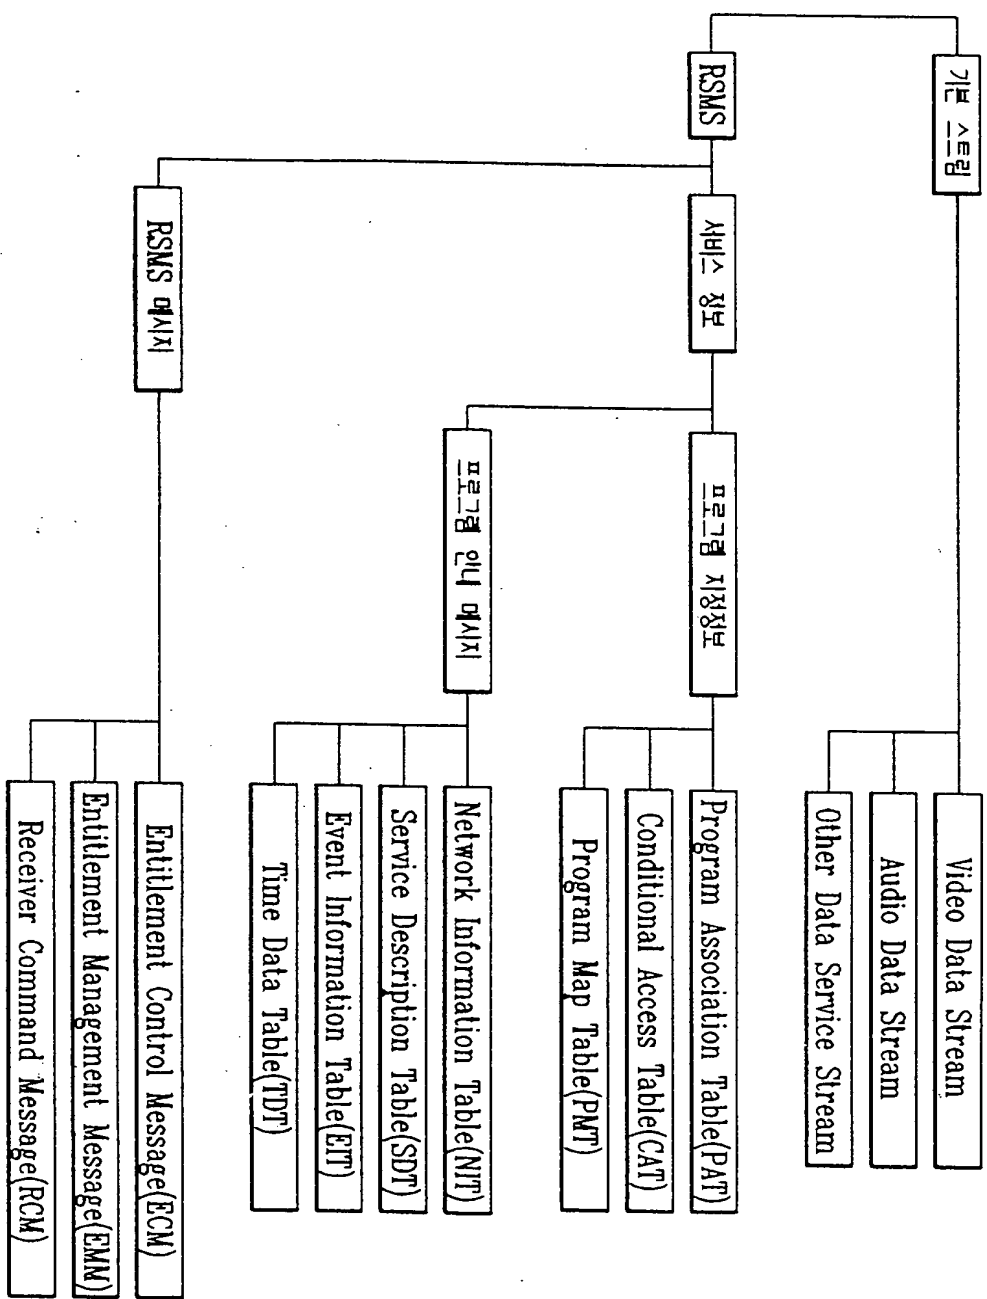 기본 스트림
Video Data Stream
Audio Data Stream
Other Data Service Stream
RSMS
서비스 정보
프로그램 지정정보
Program Association Table(PAT)
Conditional Access Table(CAT)
Program Map Table(PMT)
프로그램 안내 메시지
Network Information Table(NIT)
Service Description Table(SDT)
Event Information Table(EIT)
Time Data Table(TDT)
RSMS 메시지
Entitlement Control Message(ECM)
Entitlement Management Message(EMM)
Receiver Command Message(RCM)